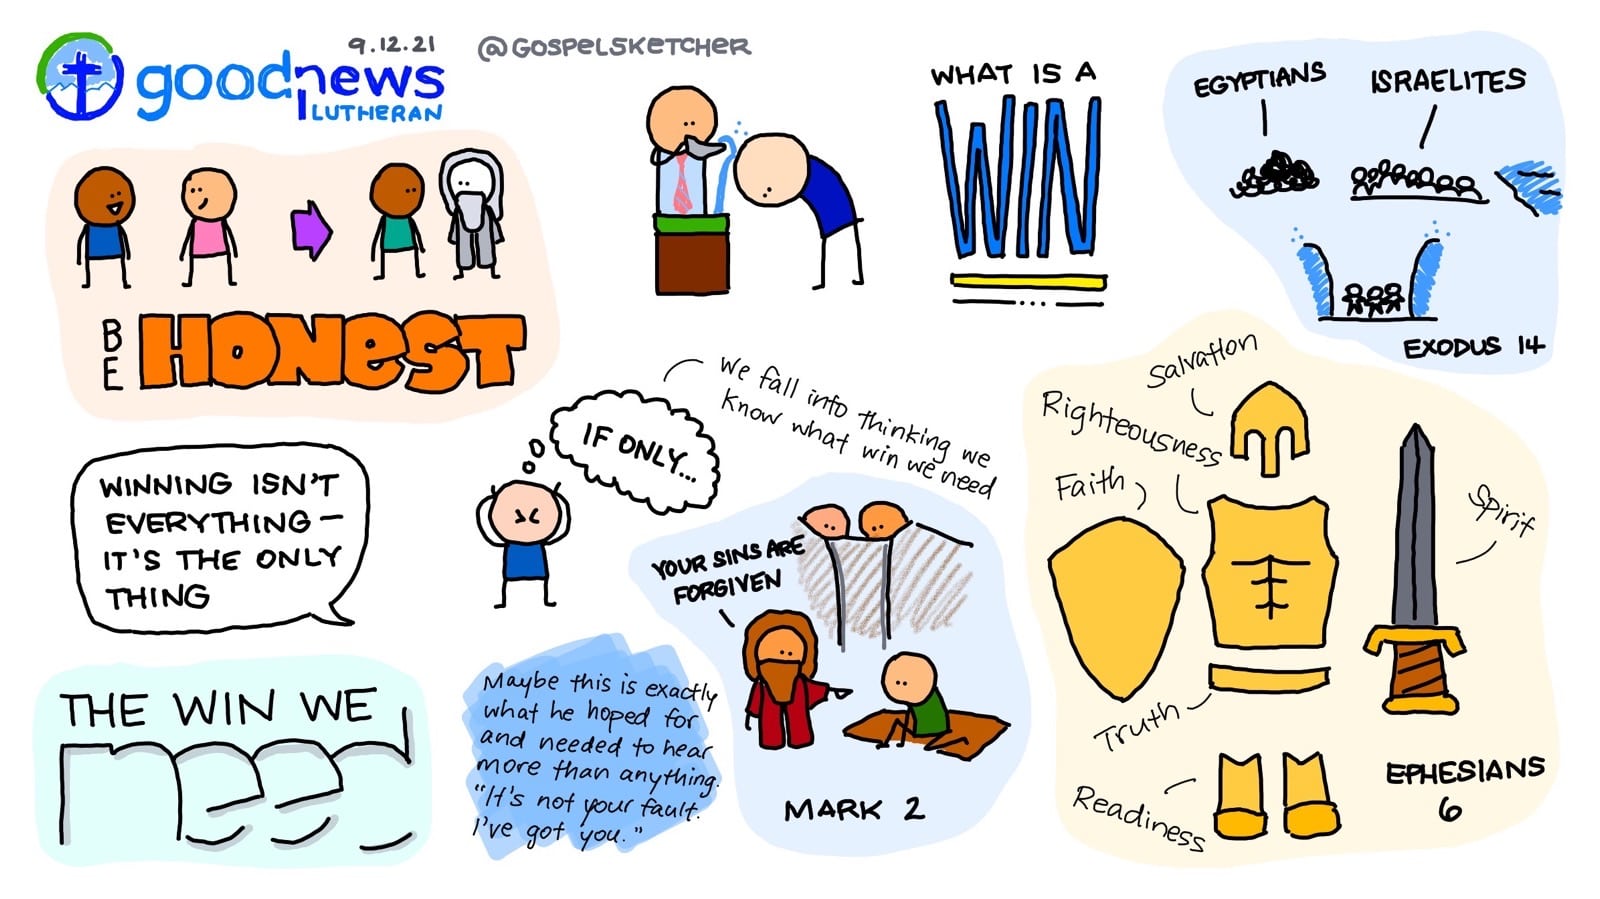 9.12.21
goodnews
LUTHERAN
@GOSPELSKETCHER
BE
HONEST
WHAT IS A
WIN
EGYPTIANS
ISRAELITES
EXODUS 14
WINNING ISN'T
EVERYTHING —
IT'S THE ONLY
THING
IF ONLY...
We fall into thinking we
know what win we need
THE WIN WE
need
Maybe this is exactly
what he hoped for
and needed to hear
more than anything.
"It's not your fault.
I've got you."
YOUR SINS ARE
FORGIVEN
MARK 2
Salvation
Righteousness
Faith
Spirit
Truth
Readiness
EPHESIANS
6